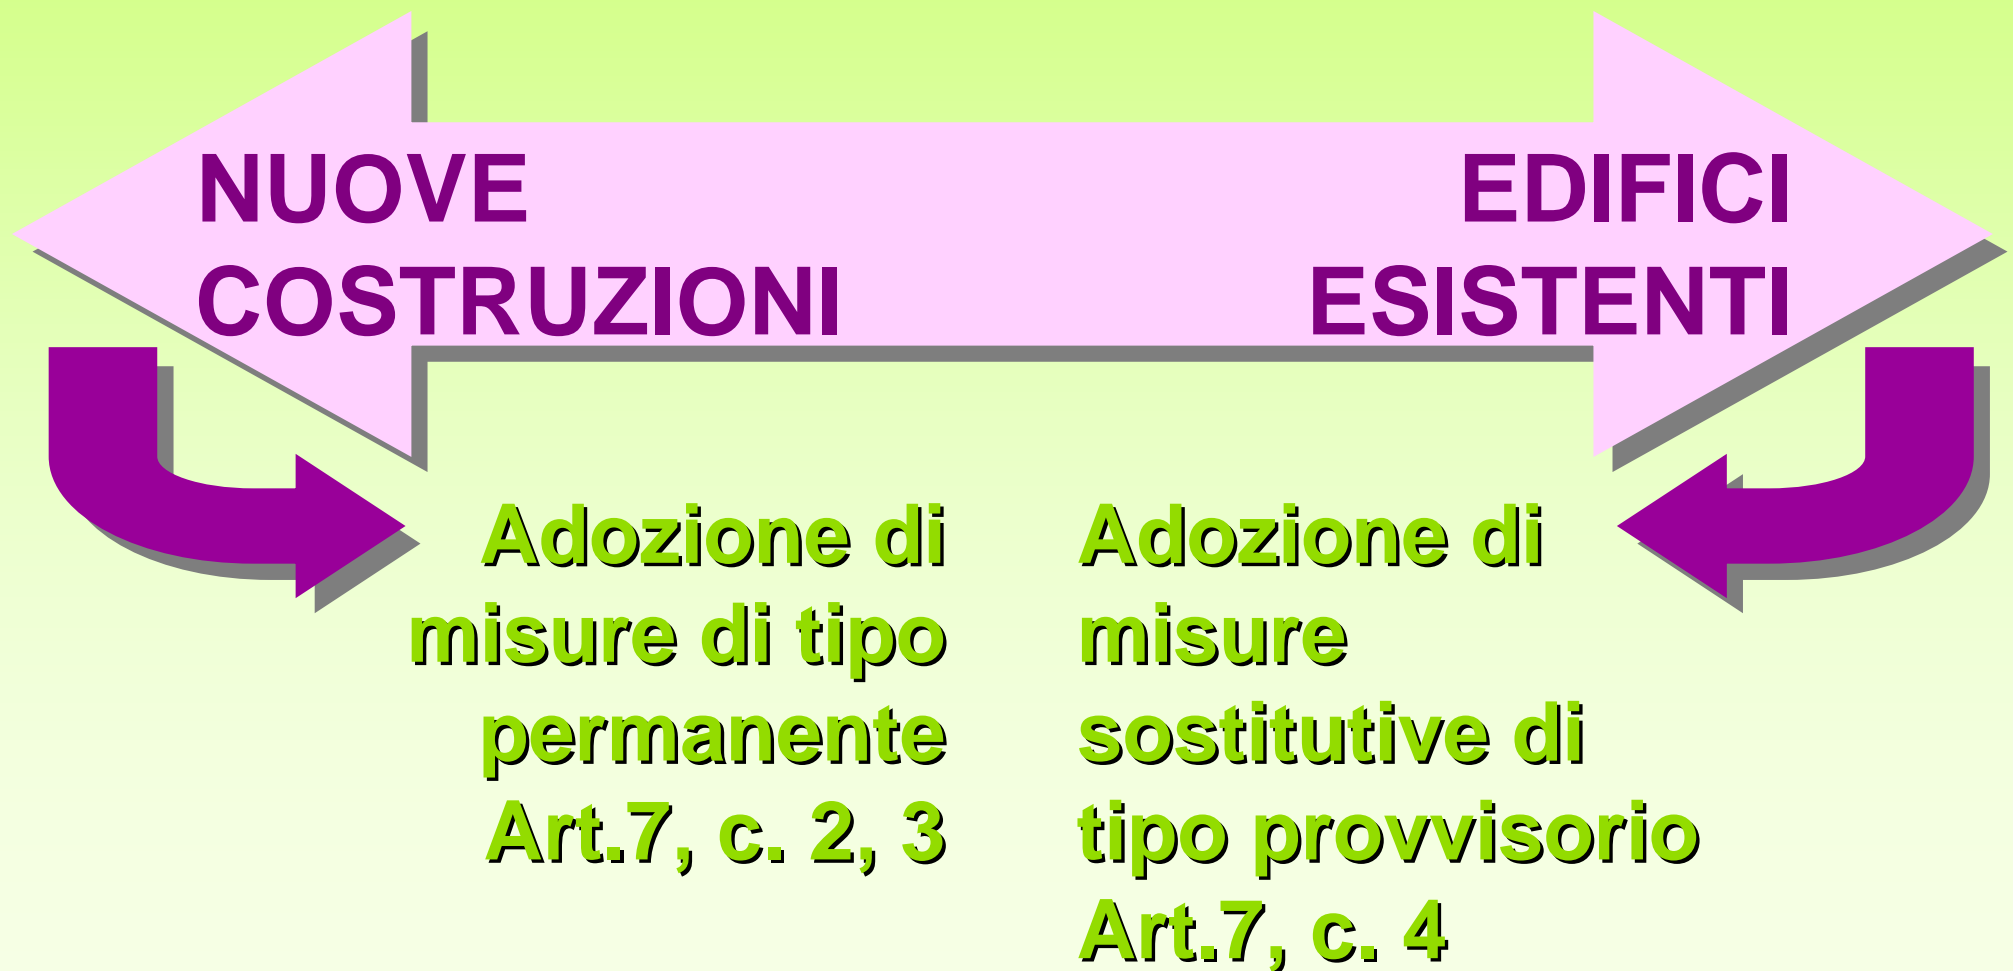 NUOVE
COSTRUZIONI
EDIFICI
ESISTENTI
Adozione di
misure di tipo
permanente
Art.7, c. 2, 3
Adozione di
misure
sostitutive di
tipo provvisorio
Art.7, c. 4